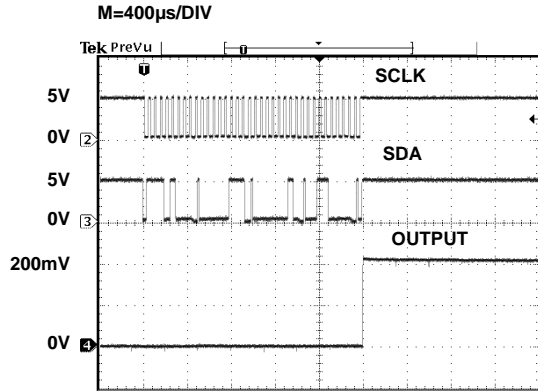 M=400µs/DIV
Tek PreVu
T
T
SCLK
5V
0V
2
SDA
5V
0V
3
OUTPUT
200mV
0V
4